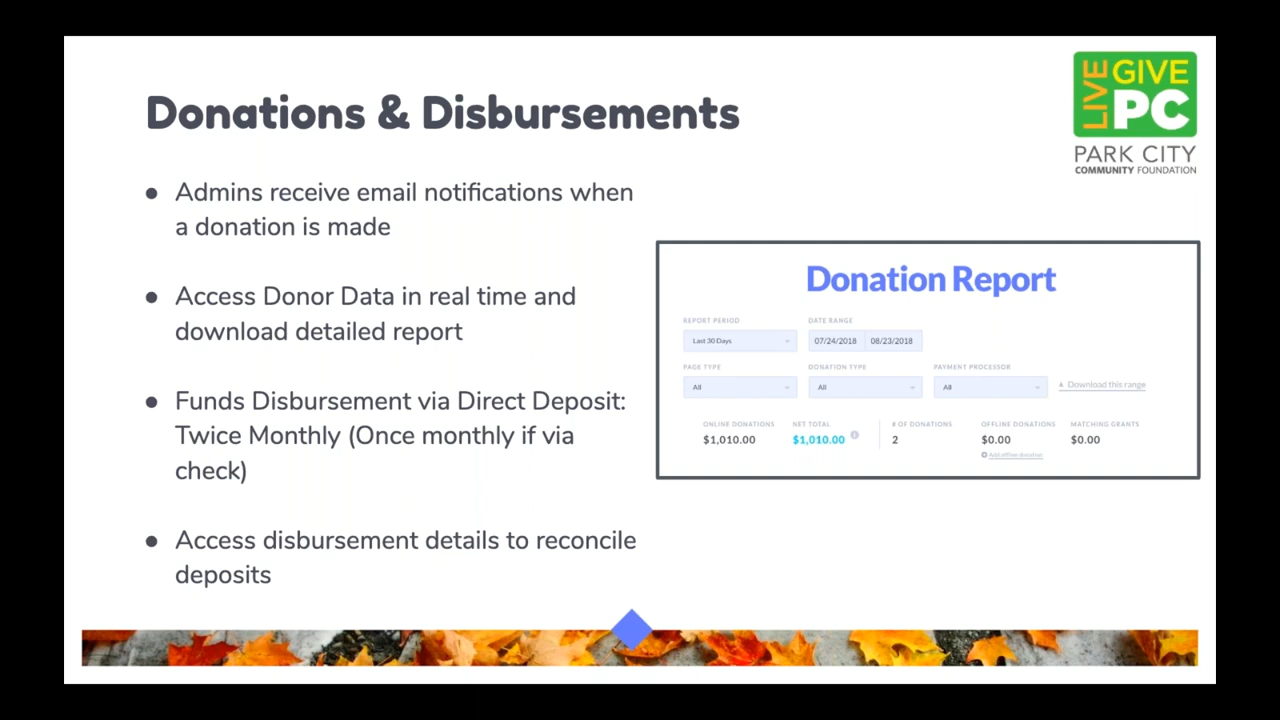 Donations & Disbursements
LIVE
GIVE
PC
PARK CITY
COMMUNITY FOUNDATION
● Admins receive email notifications when
a donation is made
● Access Donor Data in real time and
download detailed report
● Funds Disbursement via Direct Deposit:
Twice Monthly (Once monthly if via
check)
● Access disbursement details to reconcile
deposits
Donation Report
REPORT PERIOD DATE RANGE
Last 30 Days 07/24/2018 08/23/2018
PAGE TYPE DONATION TYPE PAYMENT PROCESSOR
All All All Download this range
ONLINE DONATIONS NET TOTAL # OF DONATIONS OFFLINE DONATIONS MATCHING GRANTS
$1,010.00 $1,010.00 2 $0.00 $0.00
Add offline donation